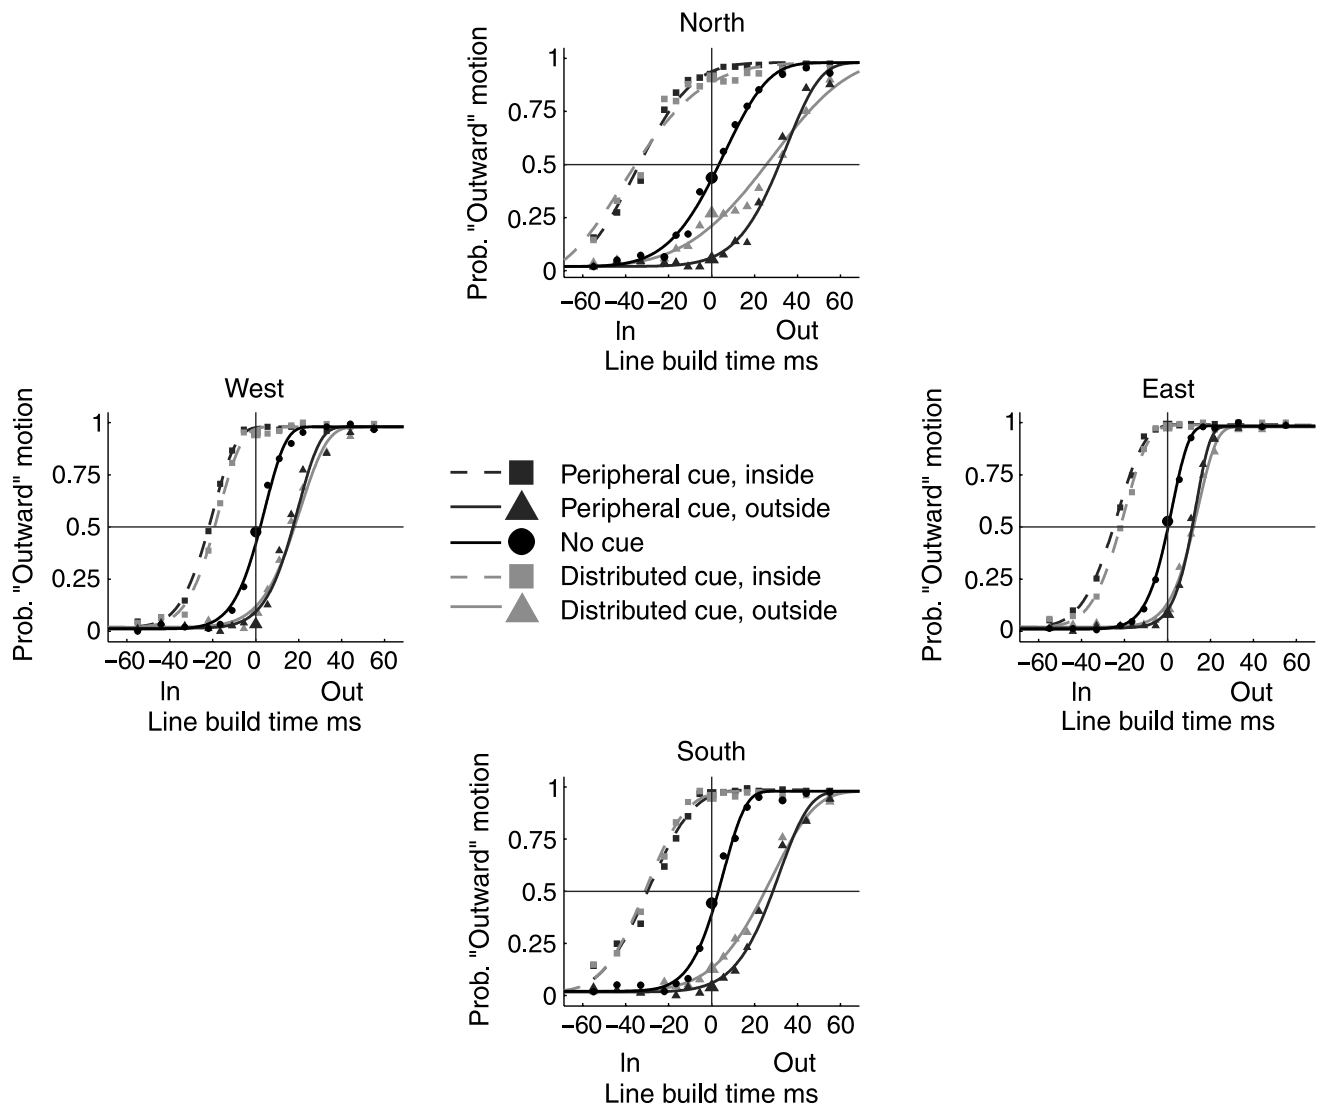 North
Prob. "Outward" motion
1
0.75
0.5
0.25
0
−60 −40 −20 0 20 40 60
In Out
Line build time ms
West
Prob. "Outward" motion
1
0.75
0.5
0.25
0
−60 −40 −20 0 20 40 60
In Out
Line build time ms
Peripheral cue, inside
Peripheral cue, outside
No cue
Distributed cue, inside
Distributed cue, outside
East
Prob. "Outward" motion
1
0.75
0.5
0.25
0
−60 −40 −20 0 20 40 60
In Out
Line build time ms
South
Prob. "Outward" motion
1
0.75
0.5
0.25
0
−60 −40 −20 0 20 40 60
In Out
Line build time ms